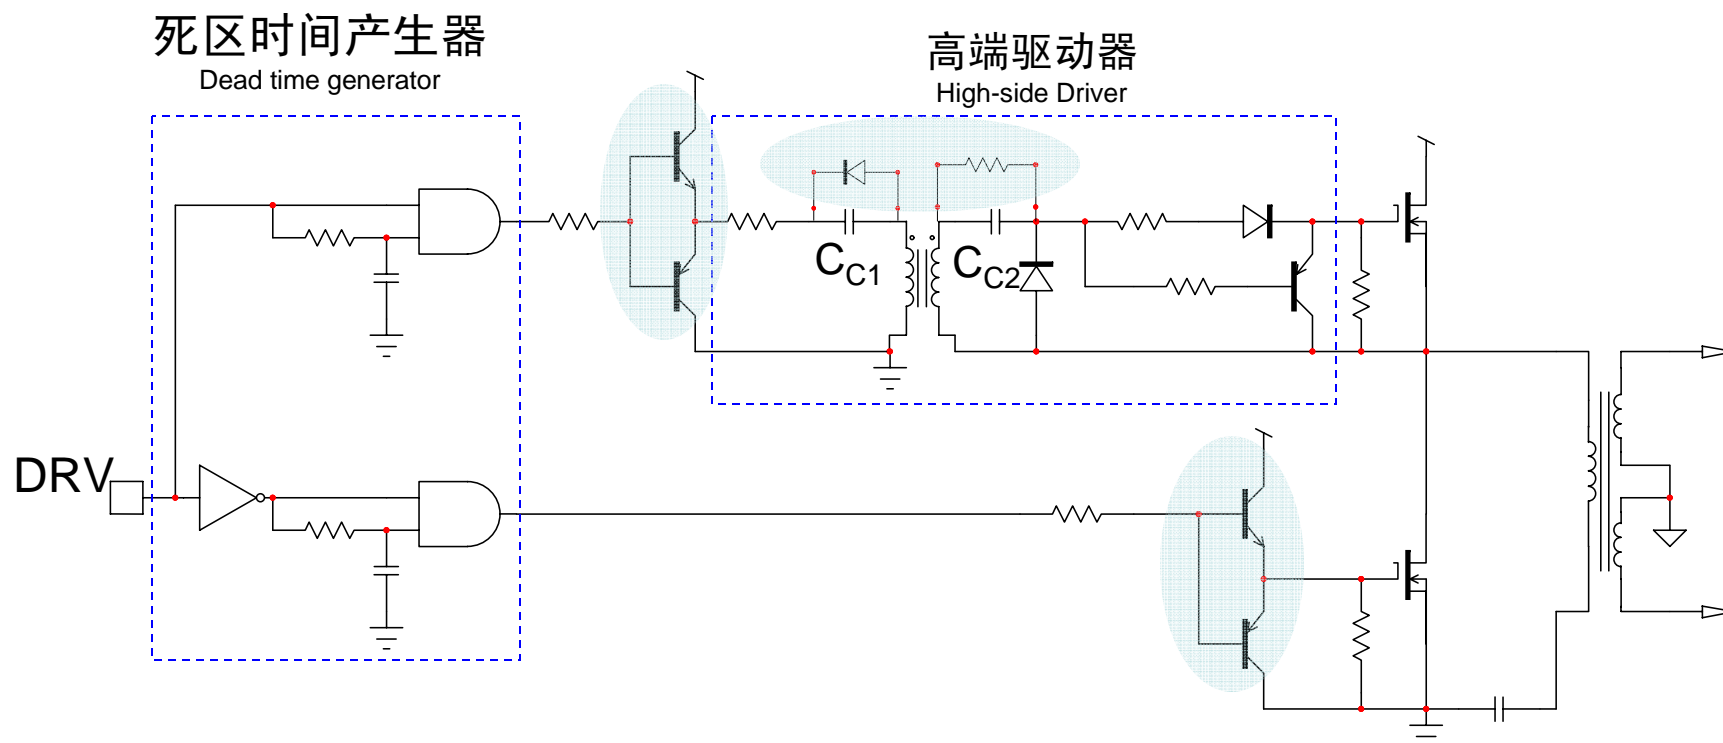 死区时间产生器
Dead time generator
高端驱动器
High-side Driver
CC1
CC2
DRV